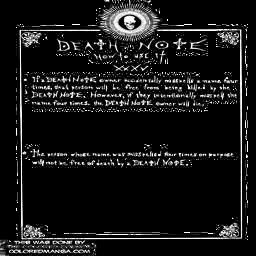 DEATH NOTE
HOW TO USE IT
XXXV
• If a DEATH NOTE owner accidentally misspells a name four
times, that person will be free from being killed by the
DEATH NOTE. However, if they intentionally misspell the
name four times, the DEATH NOTE owner will die.
• The person whose name was misspelled four times on purpose
will not be free of death by a DEATH NOTE.
THIS WAS DONE BY
COLOREDMANGA.COM